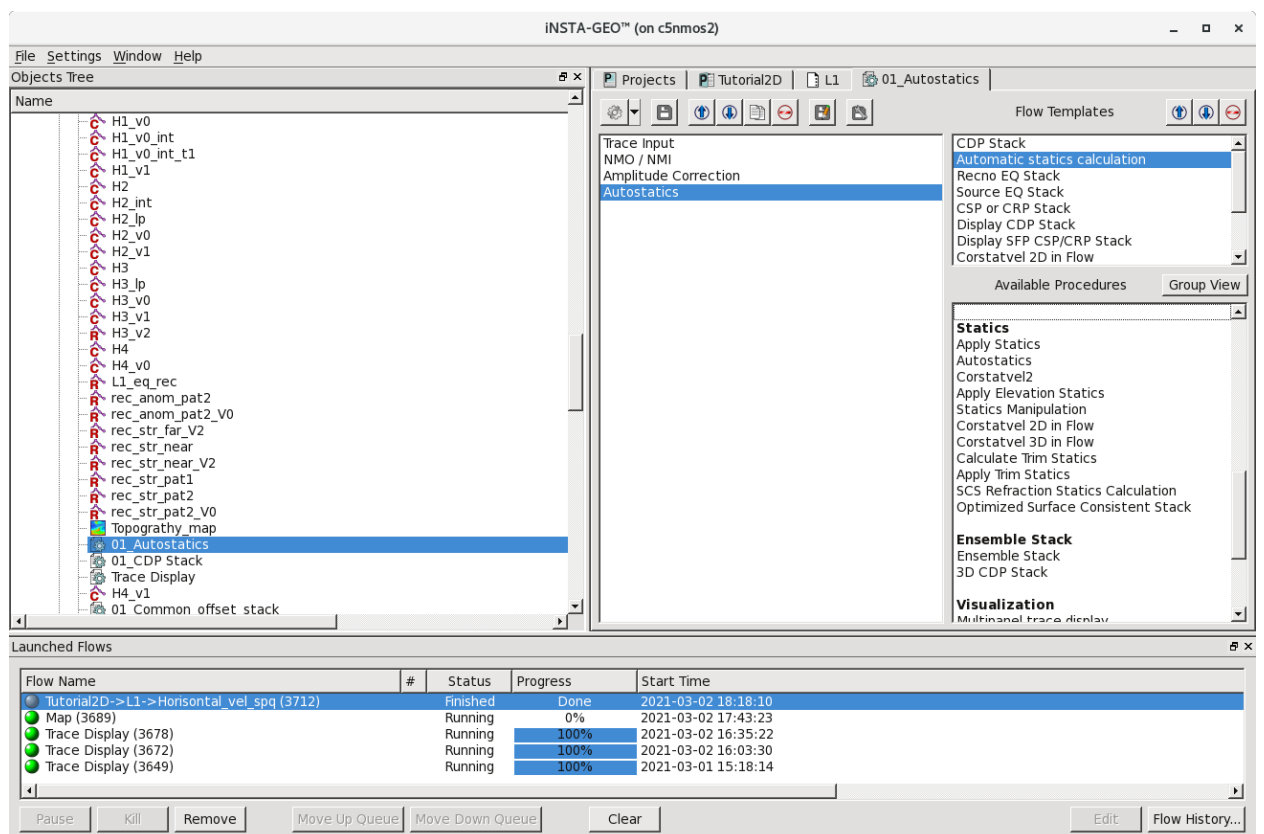 iNSTA-GEO™ (on c5nmos2)
File Settings Window Help
Objects Tree
Name
H1_v0
H1_v0_int
H1_v0_int_t1
H1_v1
H2
H2_int
H2_lp
H2_v0
H2_v1
H3
H3_lp
H3_v0
H3_v1
H3_v2
H4
H4_v0
L1_eq_rec
rec_anom_pat2
rec_anom_pat2_V0
rec_str_far_V2
rec_str_near
rec_str_near_V2
rec_str_pat1
rec_str_pat2
rec_str_pat2_V0
Topograthy_map
01_Autostatics
01_CDP Stack
Trace Display
H4_v1
01_Common_offset_stack
Projects Tutorial2D L1 01_Autostatics
Trace Input
NMO / NMI
Amplitude Correction
Autostatics
Flow Templates
CDP Stack
Automatic statics calculation
Recno EQ Stack
Source EQ Stack
CSP or CRP Stack
Display CDP Stack
Display SFP CSP/CRP Stack
Corstatvel 2D in Flow
Available Procedures Group View
Statics
Apply Statics
Autostatics
Corstatvel2
Apply Elevation Statics
Statics Manipulation
Corstatvel 2D in Flow
Corstatvel 3D in Flow
Calculate Trim Statics
Apply Trim Statics
SCS Refraction Statics Calculation
Optimized Surface Consistent Stack
Ensemble Stack
Ensemble Stack
3D CDP Stack
Visualization
Multipanel trace display
Launched Flows
Flow Name # Status Progress Start Time
Tutorial2D->L1->Horisontal_vel_spq (3712) Finished Done 2021-03-02 18:18:10
Map (3689) Running 0% 2021-03-02 17:43:23
Trace Display (3678) Running 100% 2021-03-02 16:35:22
Trace Display (3672) Running 100% 2021-03-02 16:03:30
Trace Display (3649) Running 100% 2021-03-01 15:18:14
Pause Kill Remove Move Up Queue Move Down Queue Clear Edit Flow History...